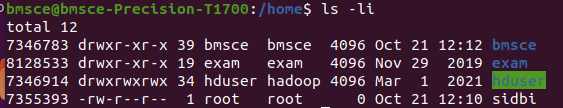 bmsce@bmsce-Precision-T1700:/home$ ls -li
total 12
7346783 drwxr-xr-x 39 bmsce  bmsce  4096 Oct 21 12:12 bmsce
8128533 drwxr-xr-x 19 exam   exam   4096 Nov 29  2019 exam
7346914 drwxrwxrwx 34 hduser hadoop 4096 Mar  1  2021 hduser
7355393 -rw-r--r--  1 root   root      0 Oct 21 12:10 sidbi